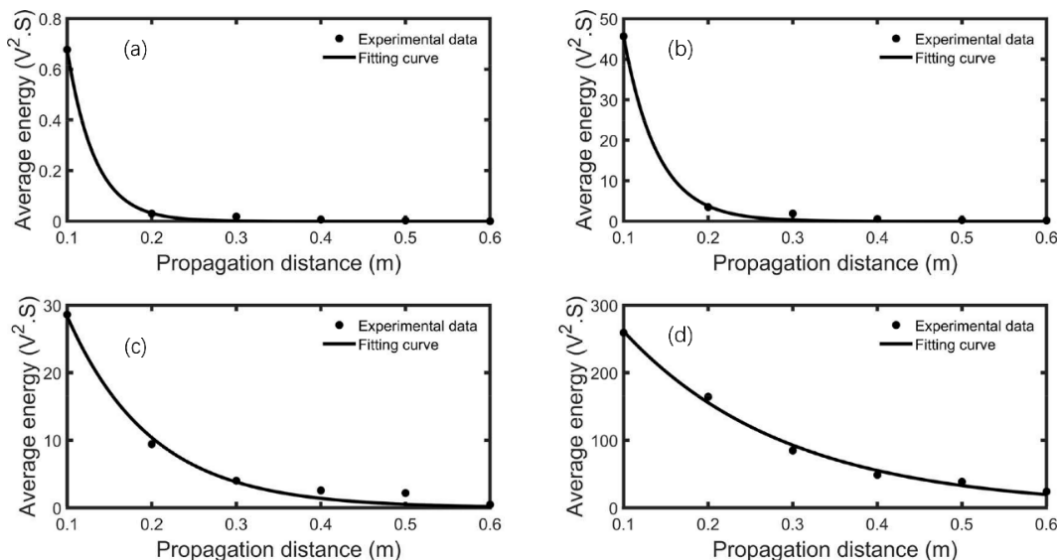 (a)
Experimental data
Fitting curve
Average energy (V².S)
0.8
0.6
0.4
0.2
0
0.1 0.2 0.3 0.4 0.5 0.6
Propagation distance (m)
(b)
Experimental data
Fitting curve
Average energy (V².S)
50
40
30
20
10
0
0.1 0.2 0.3 0.4 0.5 0.6
Propagation distance (m)
(c)
Experimental data
Fitting curve
Average energy (V².S)
30
20
10
0
0.1 0.2 0.3 0.4 0.5 0.6
Propagation distance (m)
(d)
Experimental data
Fitting curve
Average energy (V².S)
300
200
100
0
0.1 0.2 0.3 0.4 0.5 0.6
Propagation distance (m)